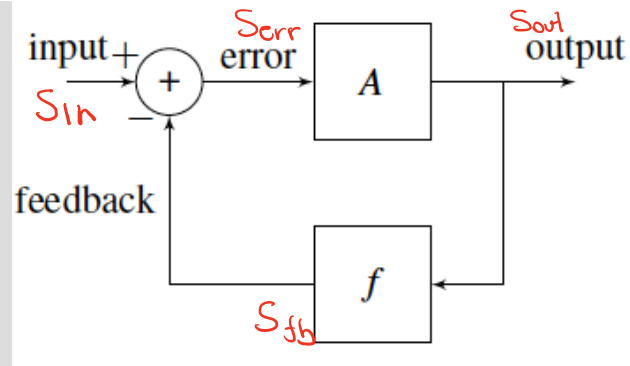 Serr
Sout
input +
error
output
+
A
Sin
−
feedback
f
Sfb